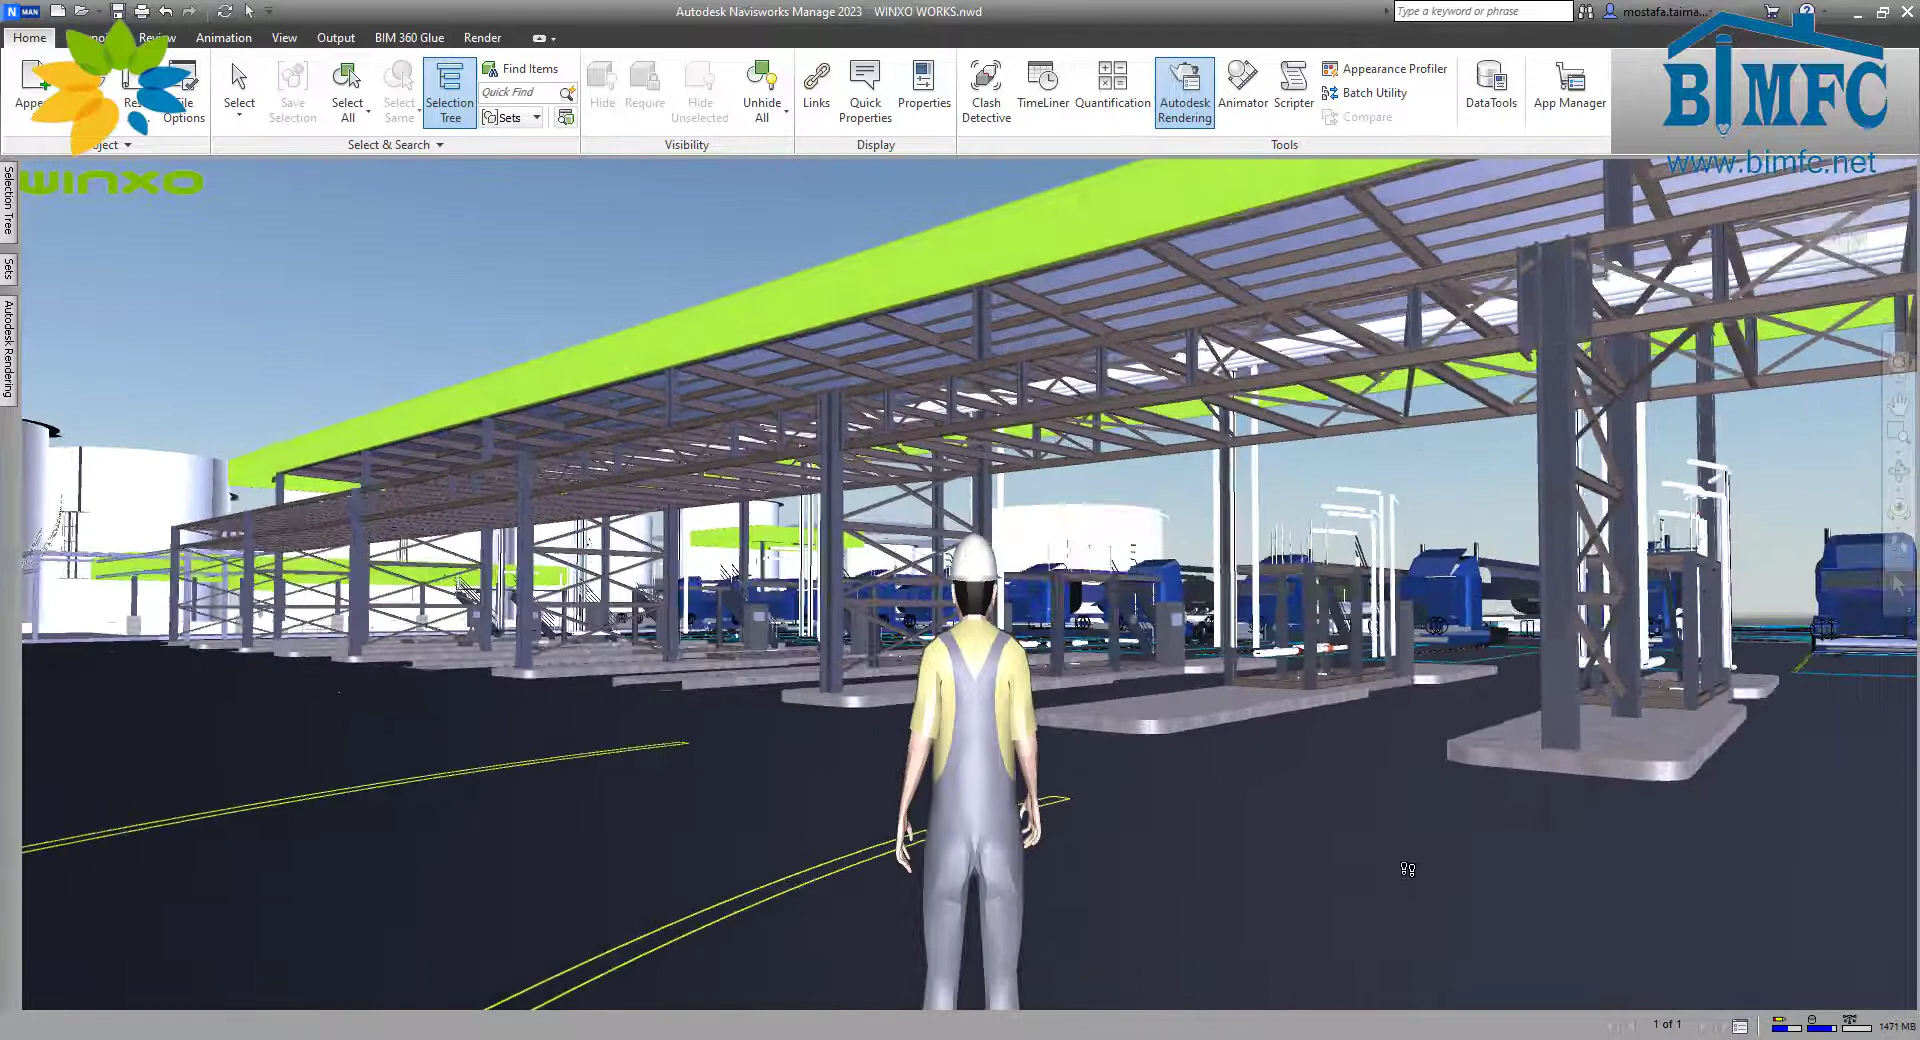 N MAN
Autodesk Navisworks Manage 2023 WINXO WORKS.nwd
Type a keyword or phrase
mostafa.taima...
Home
Review
Animation
View
Output
BIM 360 Glue
Render
File Options
Select
Save Selection
Select All
Select Same
Selection Tree
Find Items
Quick Find
Sets
Hide
Require
Hide Unselected
Unhide All
Links
Quick Properties
Properties
Clash Detective
TimeLiner
Quantification
Autodesk Rendering
Animator
Scripter
Appearance Profiler
Batch Utility
Compare
DataTools
App Manager
Select & Search
Visibility
Display
Tools
BIMFC
www.bimfc.net
WINXO
Selection Tree
Sets
Autodesk Rendering
1 of 1
1471 MB